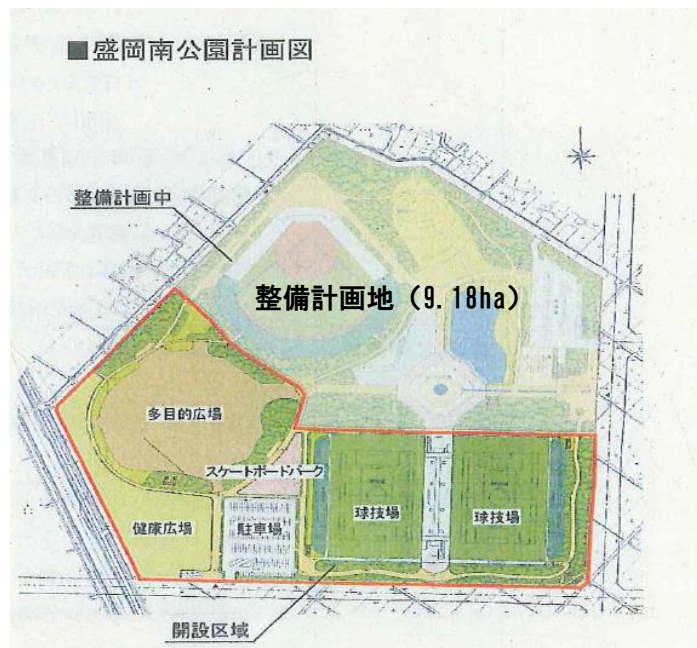 ■盛岡南公園計画図
整備計画中
整備計画地（9.18ha）
多目的広場
スケートボードパーク
健康広場
駐車場
球技場
球技場
開設区域